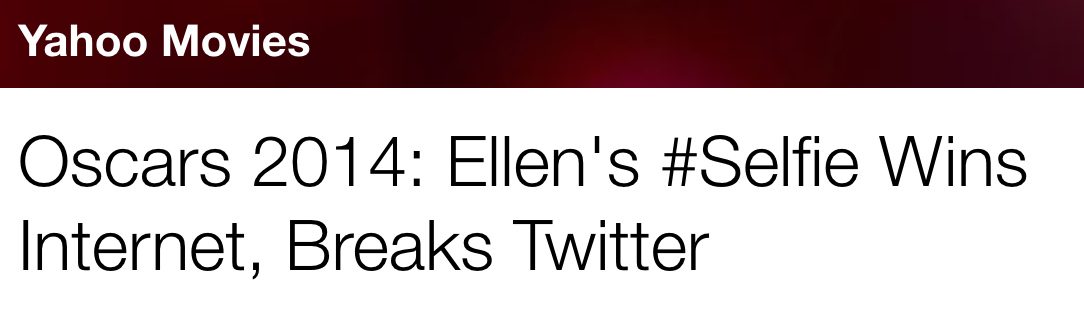 Yahoo Movies
Oscars 2014: Ellen's #Selfie Wins
Internet, Breaks Twitter